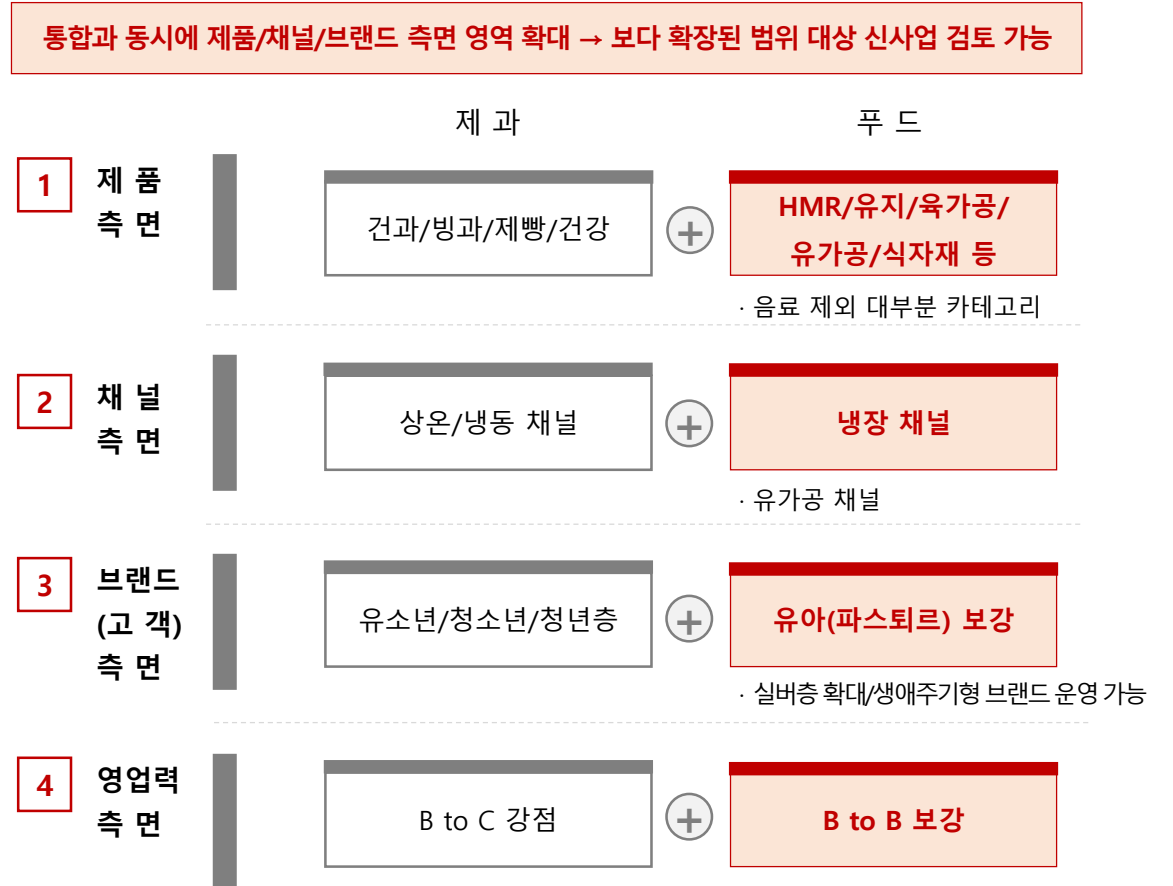 통합과 동시에 제품/채널/브랜드 측면 영역 확대 → 보다 확장된 범위 대상 신사업 검토 가능
제 과
푸 드
1
제 품
측 면
건과/빙과/제빵/건강
+
HMR/유지/육가공/
유가공/식자재 등
· 음료 제외 대부분 카테고리
2
채 널
측 면
상온/냉동 채널
+
냉장 채널
· 유가공 채널
3
브랜드
(고 객)
측 면
유소년/청소년/청년층
+
유아(파스퇴르) 보강
· 실버층 확대/생애주기형 브랜드 운영 가능
4
영업력
측 면
B to C 강점
+
B to B 보강